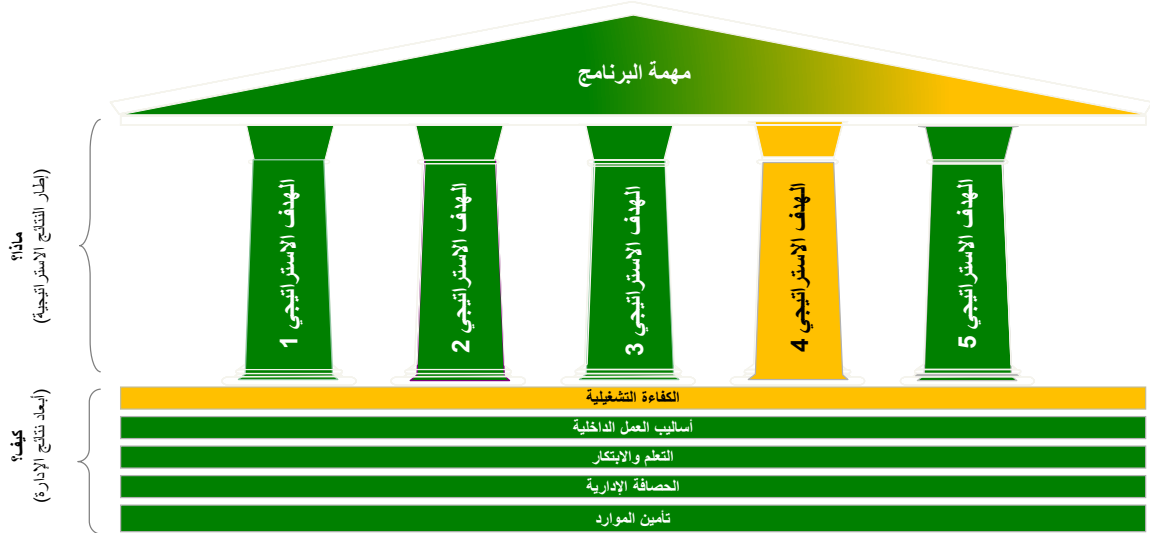 مهمة البرنامج
ماذا؟
(إطار النتائج الاستراتيجية)
الهدف الاستراتيجي 1
الهدف الاستراتيجي 2
الهدف الاستراتيجي 3
الهدف الاستراتيجي 4
الهدف الاستراتيجي 5
كيف؟
(أبعاد نتائج الإدارة)
الكفاءة التشغيلية
أساليب العمل الداخلية
التعلم والابتكار
الحصافة الإدارية
تأمين الموارد